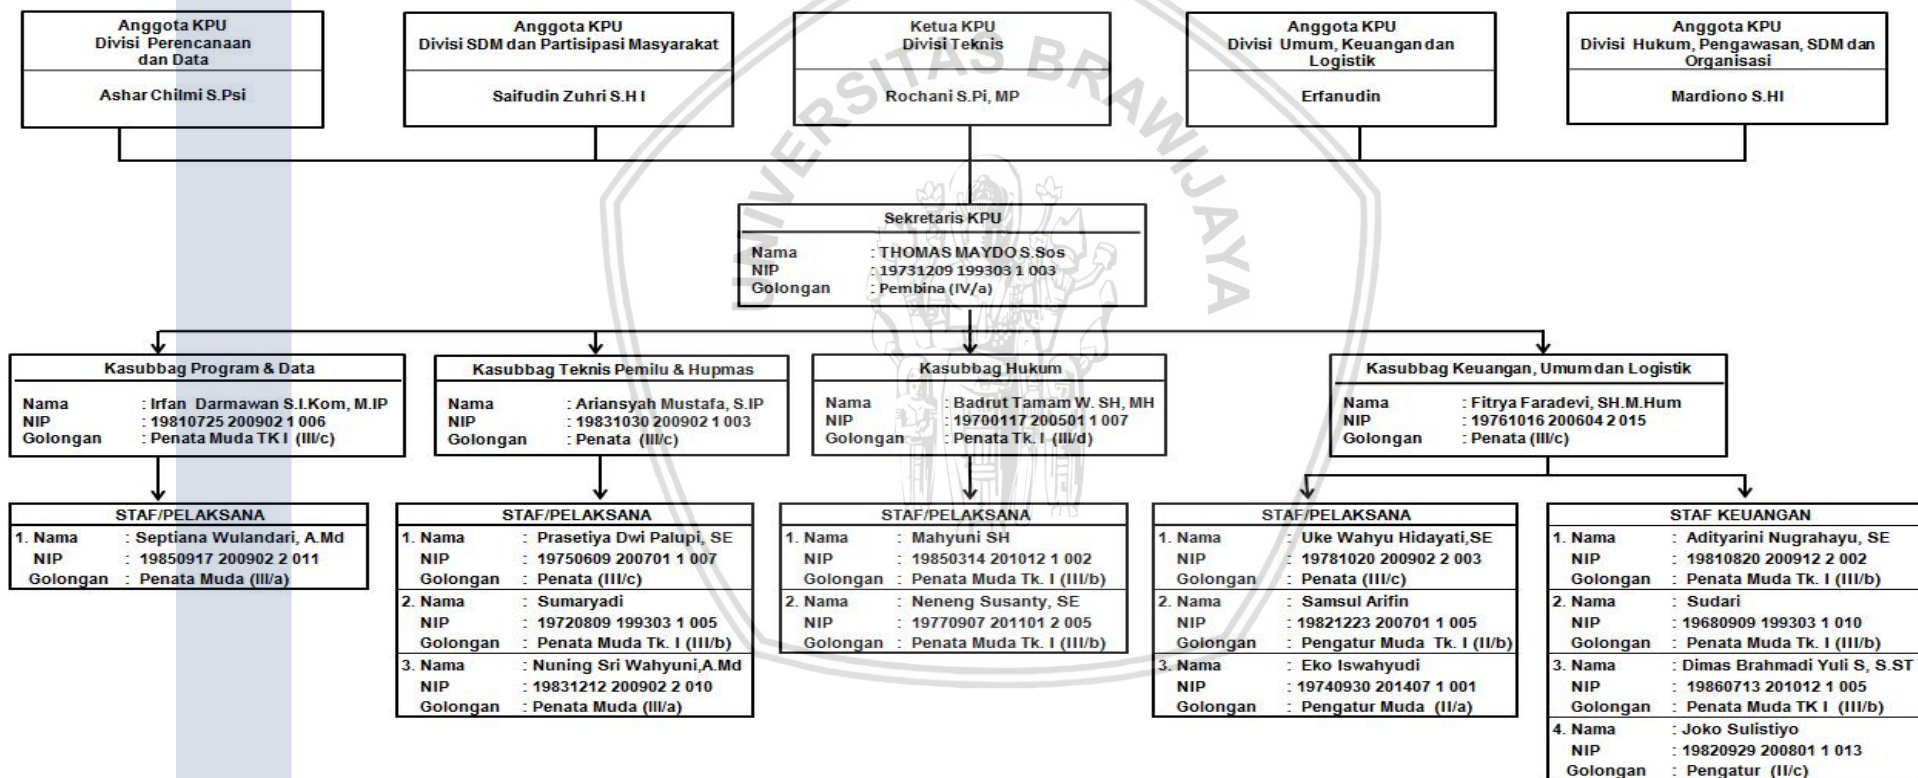 Anggota KPU
Divisi Perencanaan
dan Data
Ashar Chilmi S.Psi
Anggota KPU
Divisi SDM dan Partisipasi Masyarakat
Saifudin Zuhri S.H I
Ketua KPU
Divisi Teknis
Rochani S.Pi, MP
Anggota KPU
Divisi Umum, Keuangan dan
Logistik
Erfanudin
Anggota KPU
Divisi Hukum, Pengawasan, SDM dan
Organisasi
Mardiono S.HI
UNIVERSITAS BRAWIJAYA
Sekretaris KPU
Nama : THOMAS MAYDO S.Sos
NIP : 19731209 199303 1 003
Golongan : Pembina (IV/a)
Kasubbag Program & Data
Nama : Irfan Darmawan S.I.Kom, M.IP
NIP : 19810725 200902 1 006
Golongan : Penata Muda TK I (III/c)
Kasubbag Teknis Pemilu & Hupmas
Nama : Ariansyah Mustafa, S.IP
NIP : 19831030 200902 1 003
Golongan : Penata (III/c)
Kasubbag Hukum
Nama : Badrut Tamam W. SH, MH
NIP : 19700117 200501 1 007
Golongan : Penata Tk. I (III/d)
Kasubbag Keuangan, Umum dan Logistik
Nama : Fitrya Faradevi, SH.M.Hum
NIP : 19761016 200604 2 015
Golongan : Penata (III/c)
STAF/PELAKSANA
1. Nama : Septiana Wulandari, A.Md
NIP : 19850917 200902 2 011
Golongan : Penata Muda (III/a)
STAF/PELAKSANA
1. Nama : Prasetiya Dwi Palupi, SE
NIP : 19750609 200701 1 007
Golongan : Penata (III/c)
2. Nama : Sumaryadi
NIP : 19720809 199303 1 005
Golongan : Penata Muda Tk. I (III/b)
3. Nama : Nuning Sri Wahyuni,A.Md
NIP : 19831212 200902 2 010
Golongan : Penata Muda (III/a)
STAF/PELAKSANA
1. Nama : Mahyuni SH
NIP : 19850314 201012 1 002
Golongan : Penata Muda Tk. I (III/b)
2. Nama : Neneng Susanty, SE
NIP : 19770907 201101 2 005
Golongan : Penata Muda Tk. I (III/b)
STAF/PELAKSANA
1. Nama : Uke Wahyu Hidayati,SE
NIP : 19781020 200902 2 003
Golongan : Penata (III/c)
2. Nama : Samsul Arifin
NIP : 19821223 200701 1 005
Golongan : Pengatur Muda Tk. I (II/b)
3. Nama : Eko Iswahyudi
NIP : 19740930 201407 1 001
Golongan : Pengatur Muda (II/a)
STAF KEUANGAN
1. Nama : Adityarini Nugrahayu, SE
NIP : 19810820 200912 2 002
Golongan : Penata Muda Tk. I (III/b)
2. Nama : Sudari
NIP : 19680909 199303 1 010
Golongan : Penata Muda Tk. I (III/b)
3. Nama : Dimas Brahmadi Yuli S, S.ST
NIP : 19860713 201012 1 005
Golongan : Penata Muda TK I (III/b)
4. Nama : Joko Sulistiyo
NIP : 19820929 200801 1 013
Golongan : Pengatur (II/c)